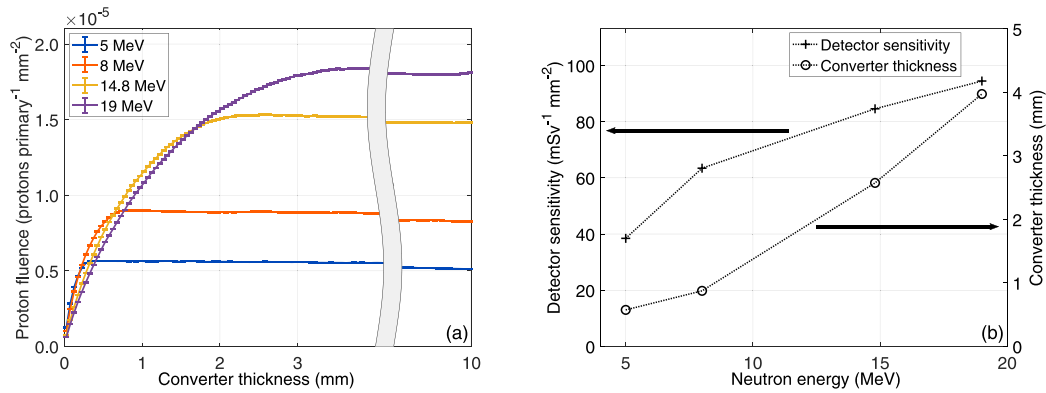 ×10⁻⁵
Proton fluence (protons primary⁻¹ mm⁻²)
2.0
1.5
1.0
0.5
0.0
5 MeV
8 MeV
14.8 MeV
19 MeV
(a)
0 1 2 3 10
Converter thickness (mm)
Detector sensitivity (mSv⁻¹ mm⁻²)
100
80
60
40
20
0
Detector sensitivity
Converter thickness
(b)
5 10 15 20
Neutron energy (MeV)
5
4
3
2
1
0
Converter thickness (mm)